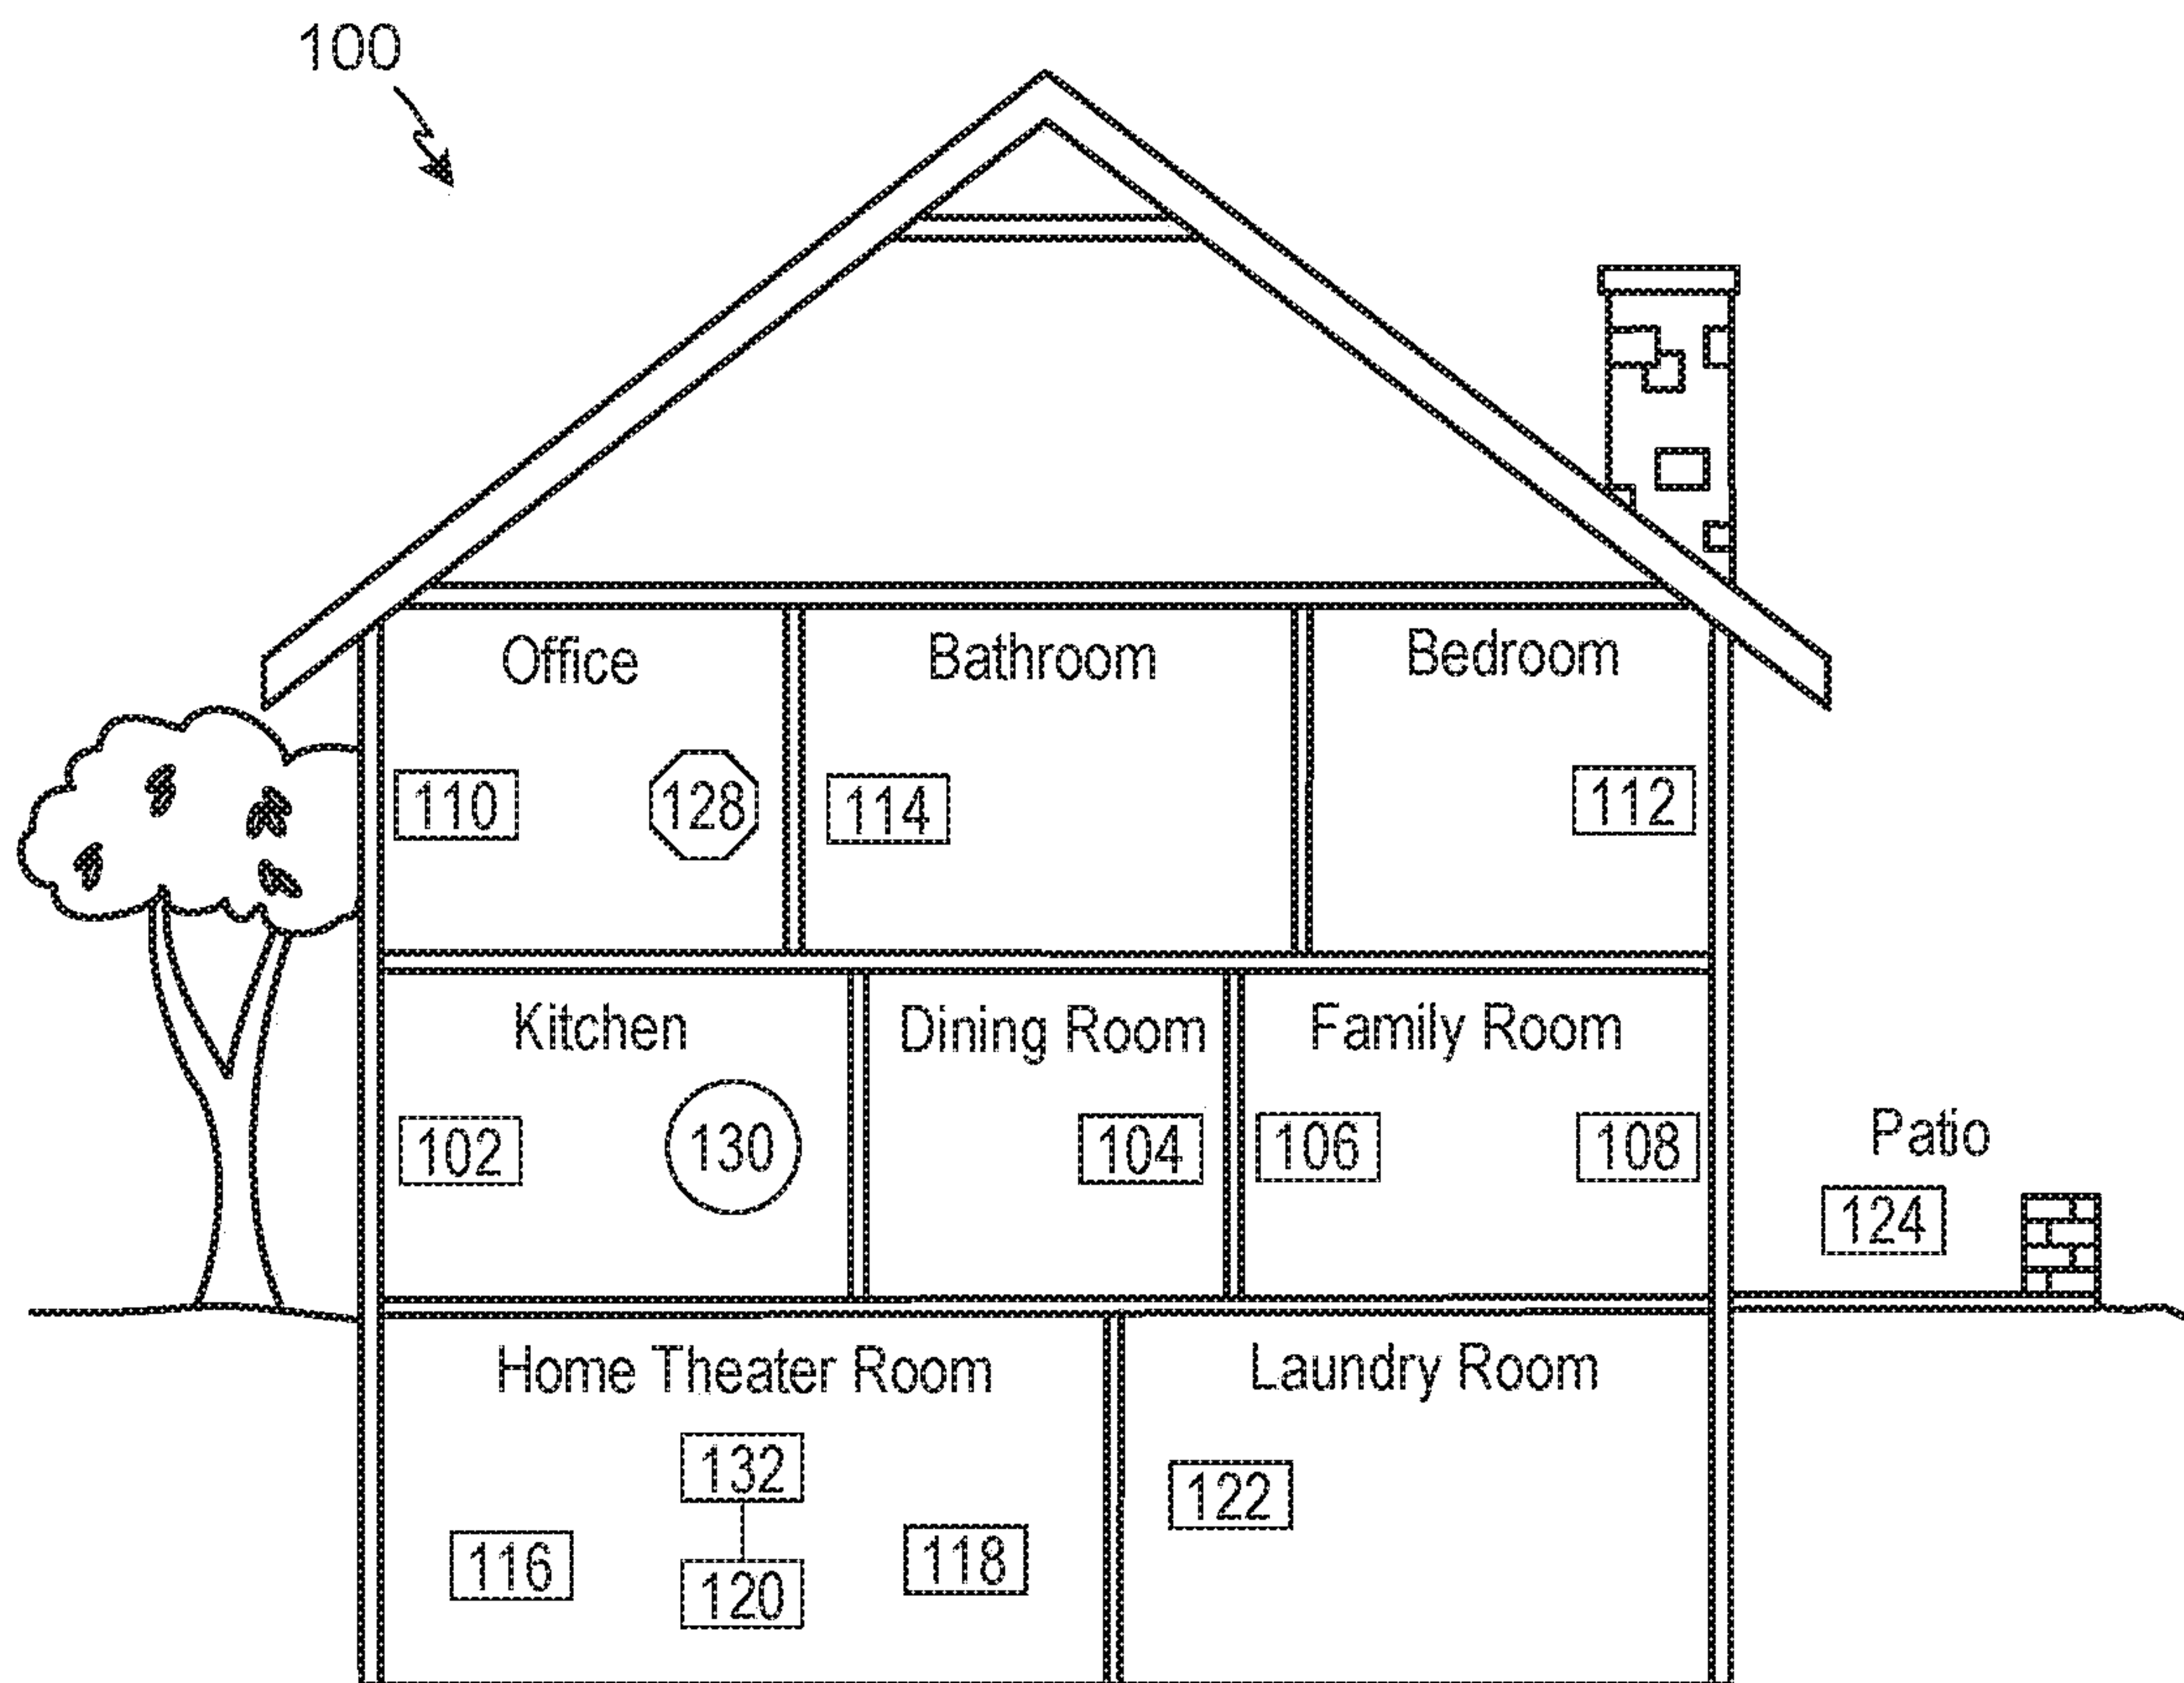 100
Office
Bathroom
Bedroom
110
128
114
112
Kitchen
Dining Room
Family Room
102
130
104
106
108
Patio
124
Home Theater Room
Laundry Room
132
122
116
120
118